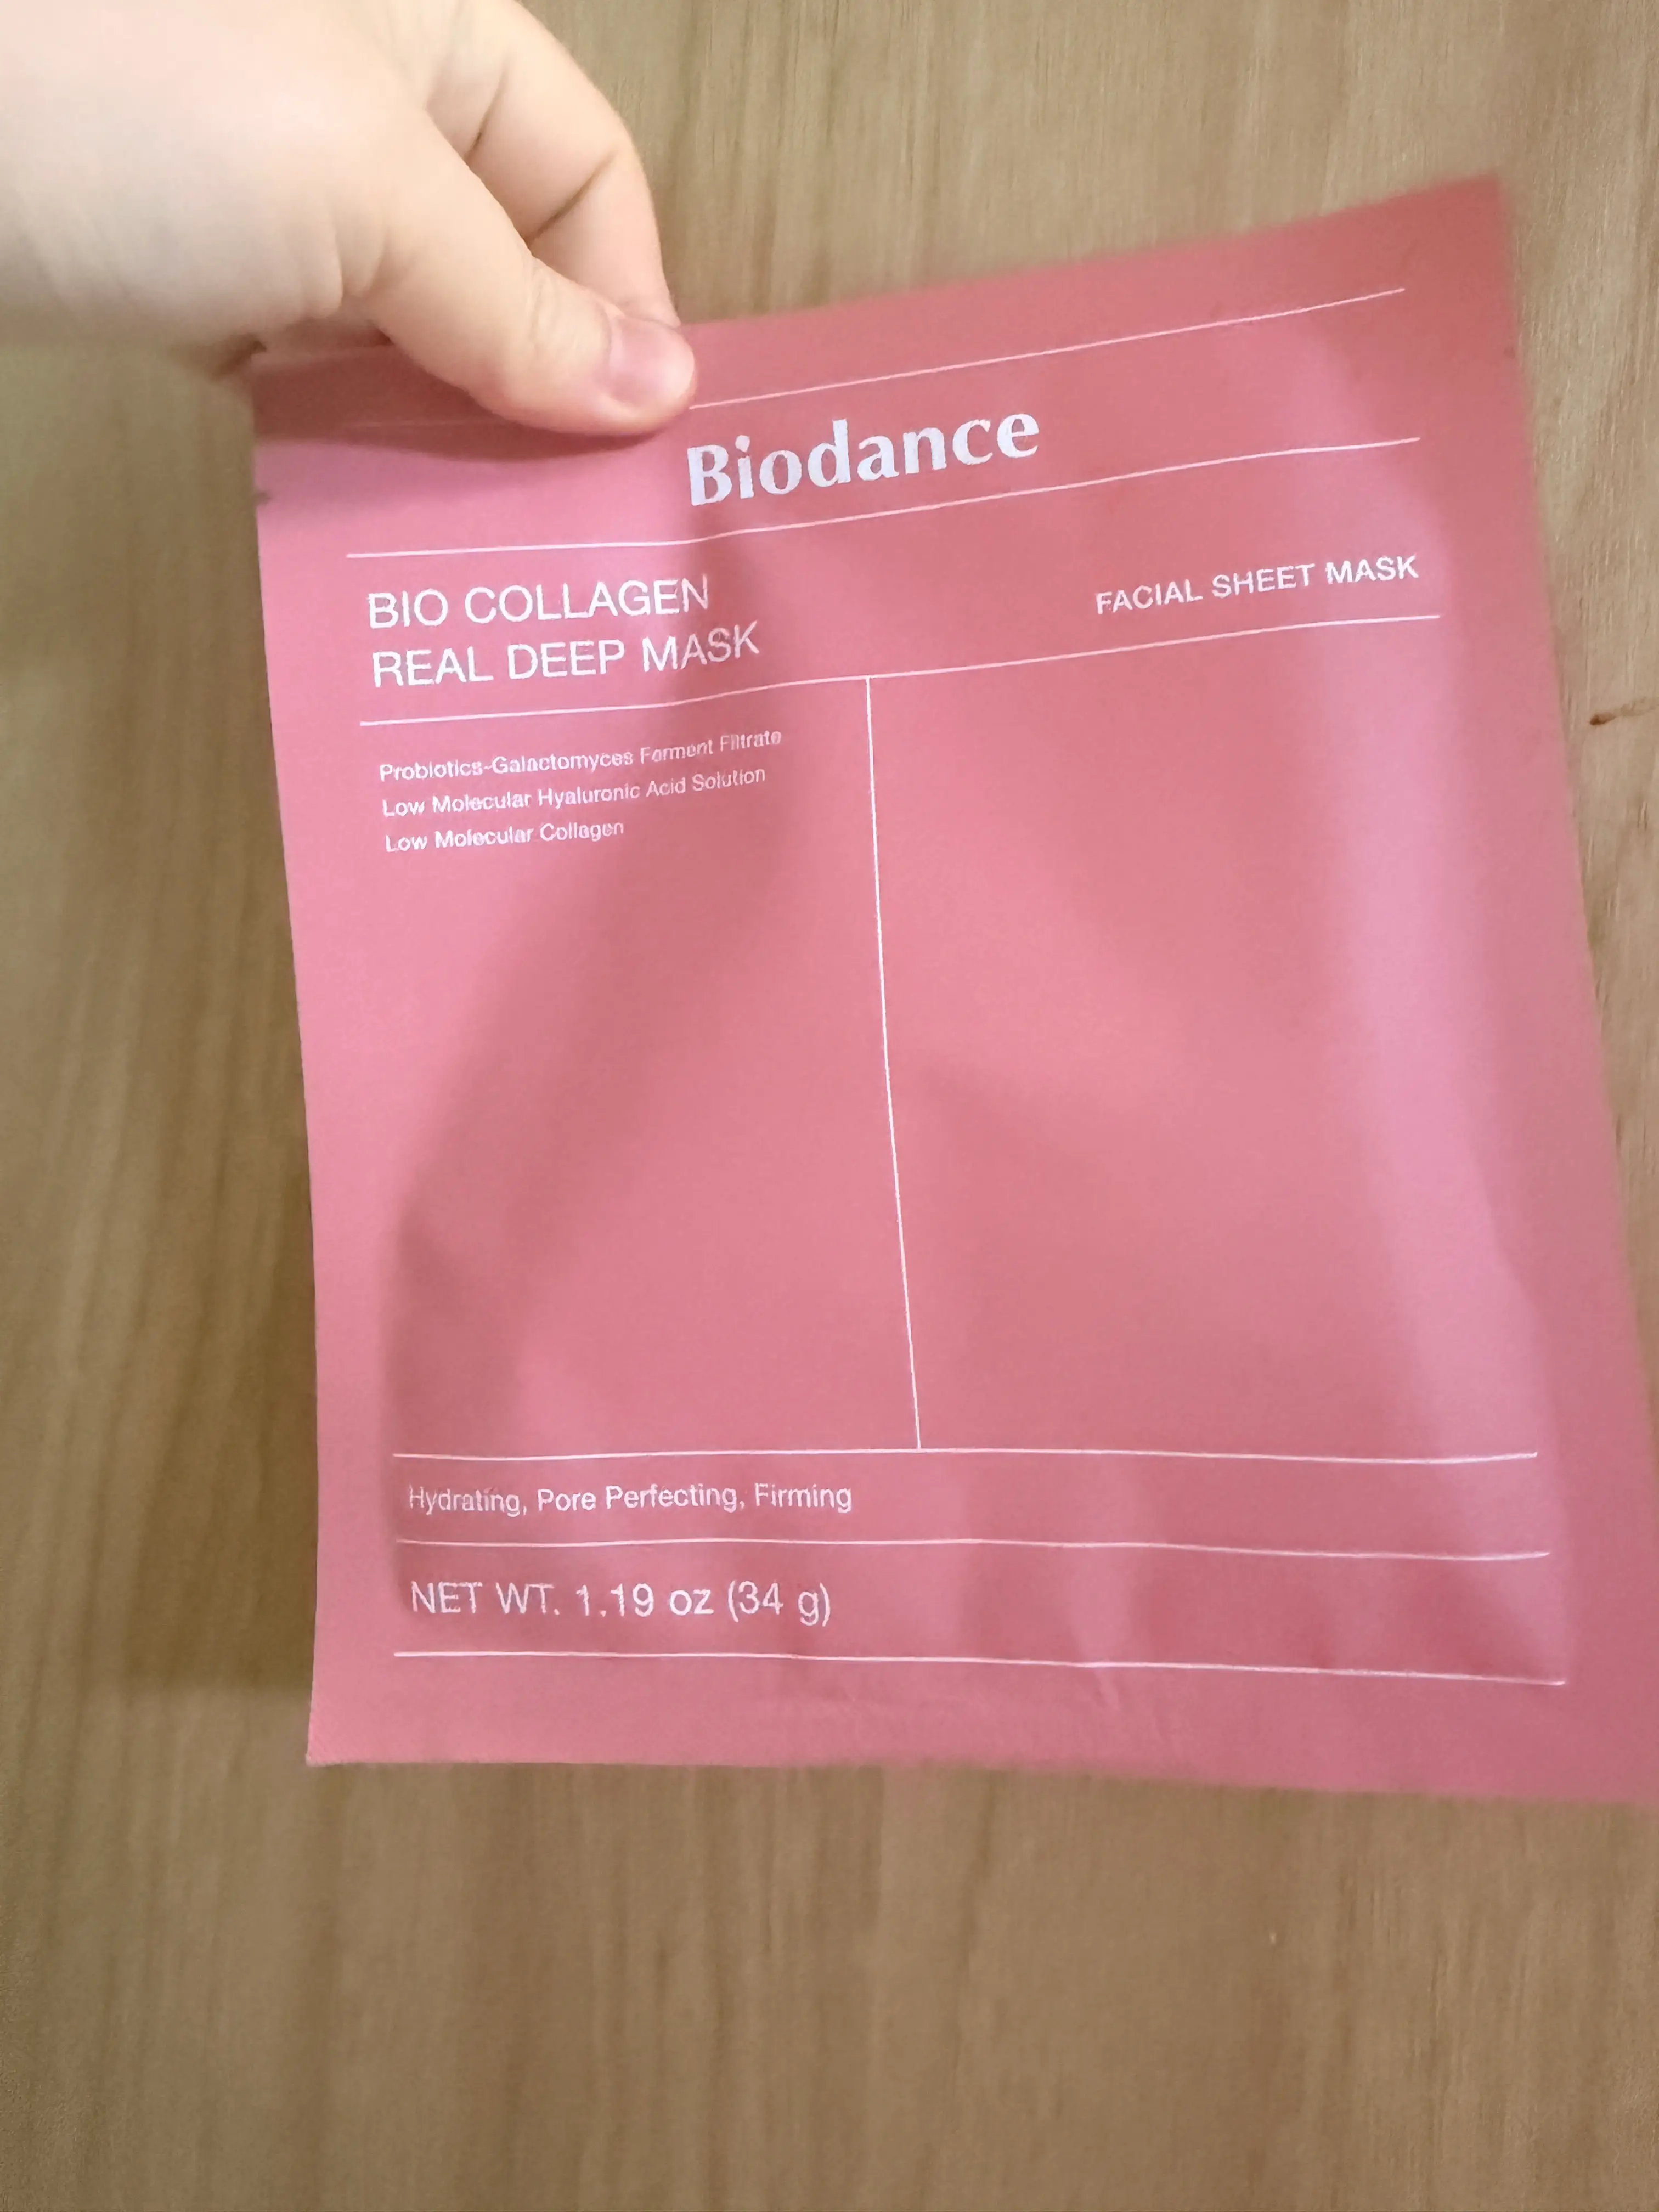 Biodance
BIO COLLAGEN
REAL DEEP MASK
FACIAL SHEET MASK
Probiotics-Galactomyces Ferment Filtrate
Low Molecular Hyaluronic Acid Solution
Low Molecular Collagen
Hydrating, Pore Perfecting, Firming
NET WT. 1.19 oz (34 g)